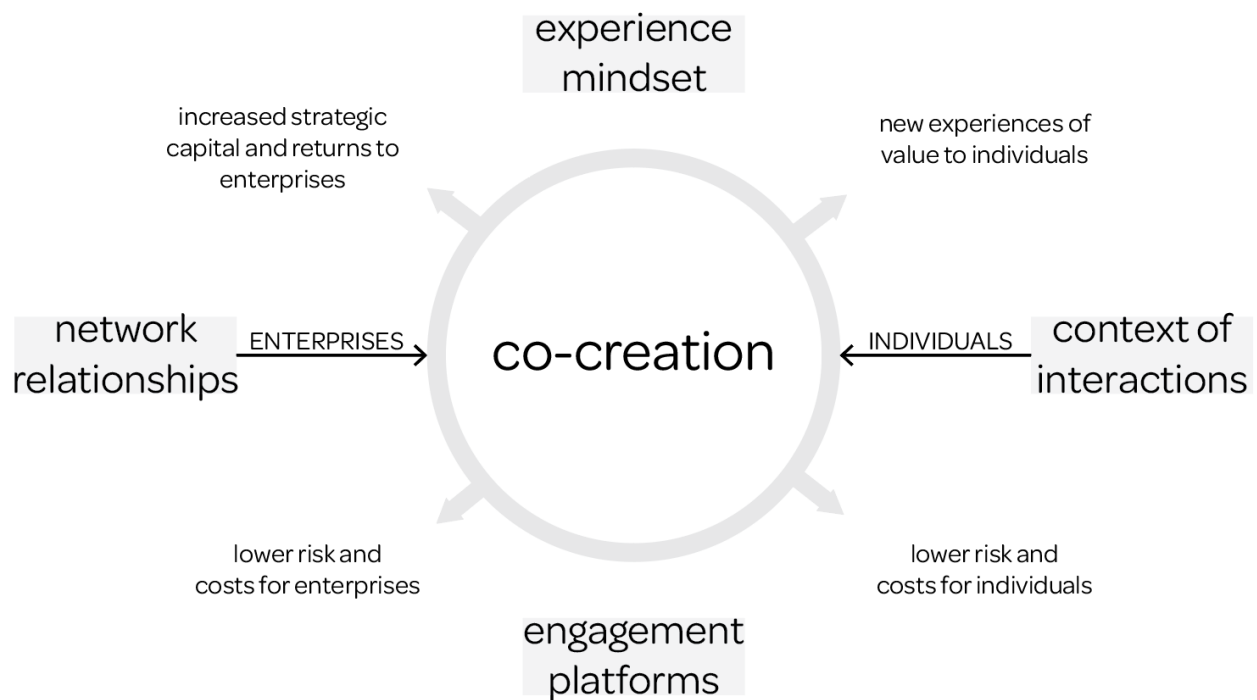 experience
mindset
increased strategic
capital and returns to
enterprises
new experiences of
value to individuals
network
relationships
ENTERPRISES
co-creation
INDIVIDUALS
context of
interactions
lower risk and
costs for enterprises
lower risk and
costs for individuals
engagement
platforms